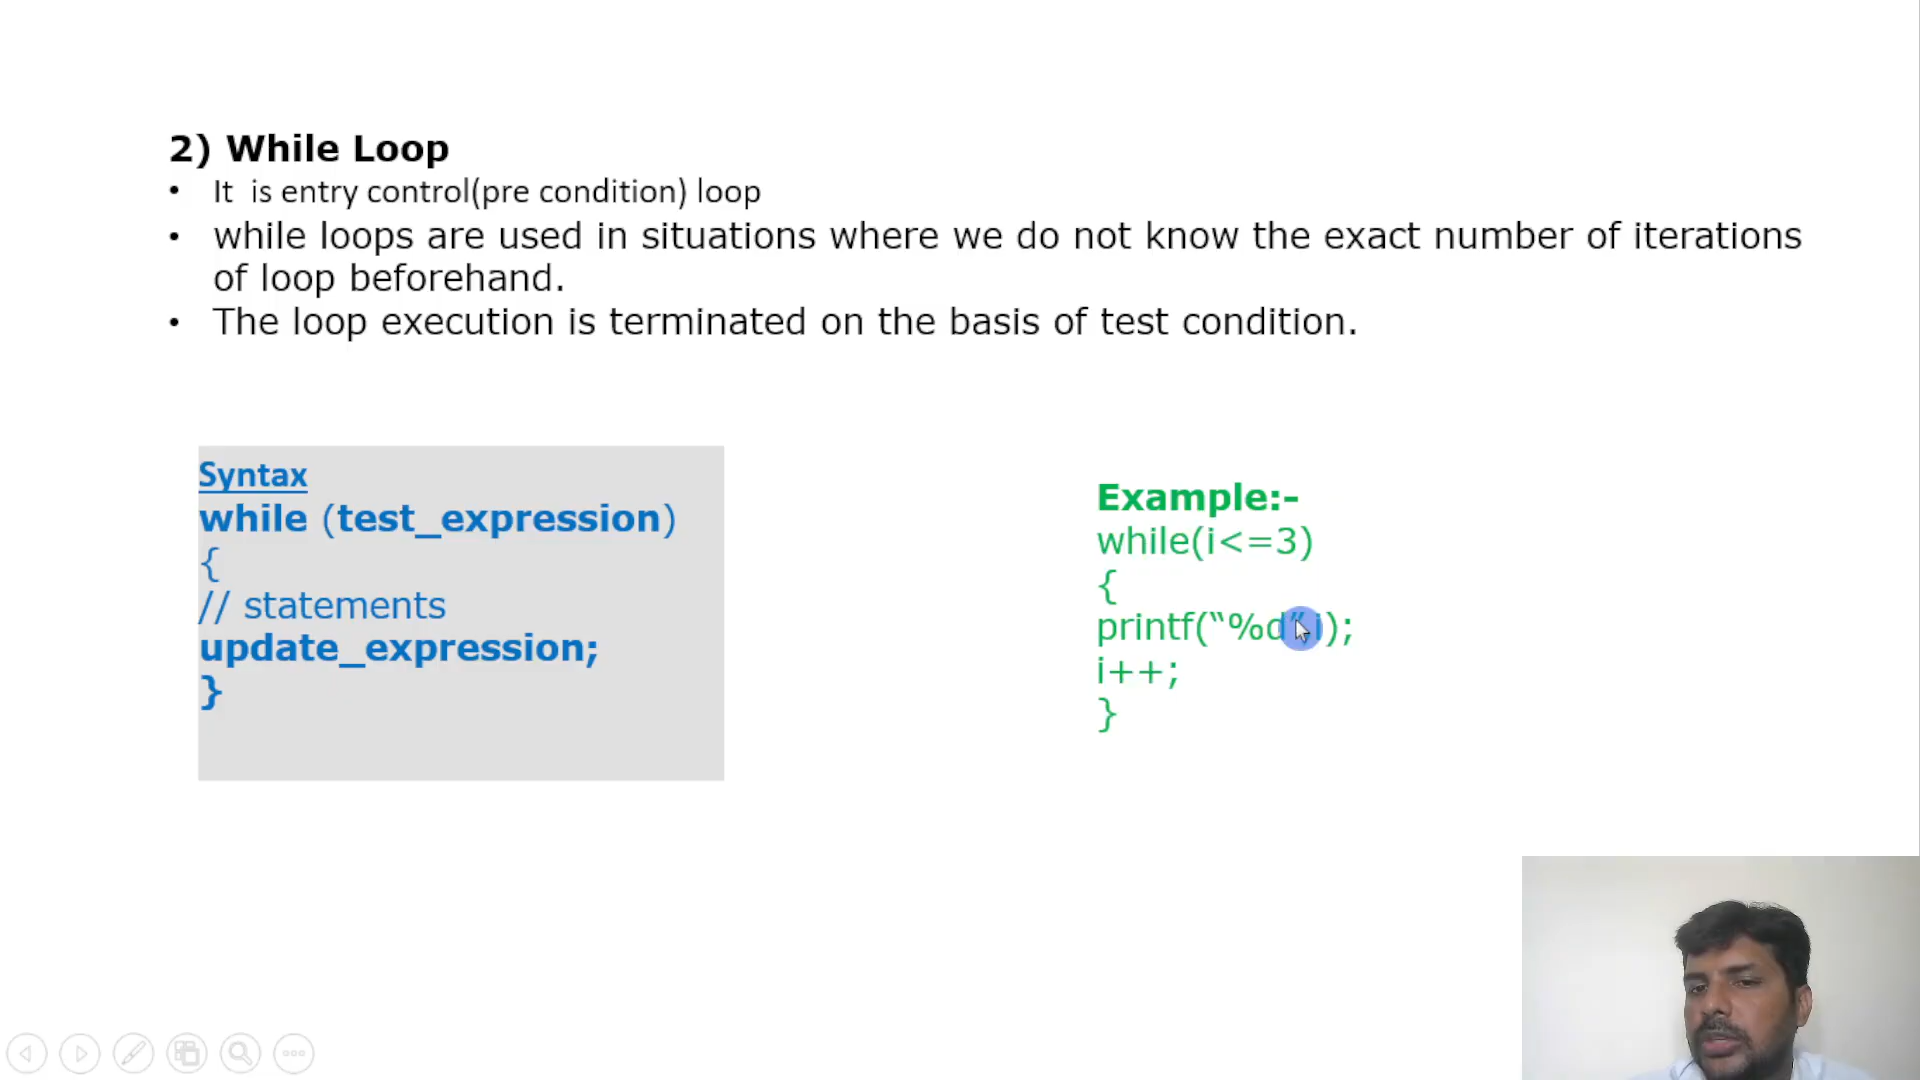 2) While Loop
• It is entry control(pre condition) loop
• while loops are used in situations where we do not know the exact number of iterations
of loop beforehand.
• The loop execution is terminated on the basis of test condition.
Syntax
while (test_expression)
{
// statements
update_expression;
}
Example:-
while(i<=3)
{
printf(“%d”,i);
i++;
}